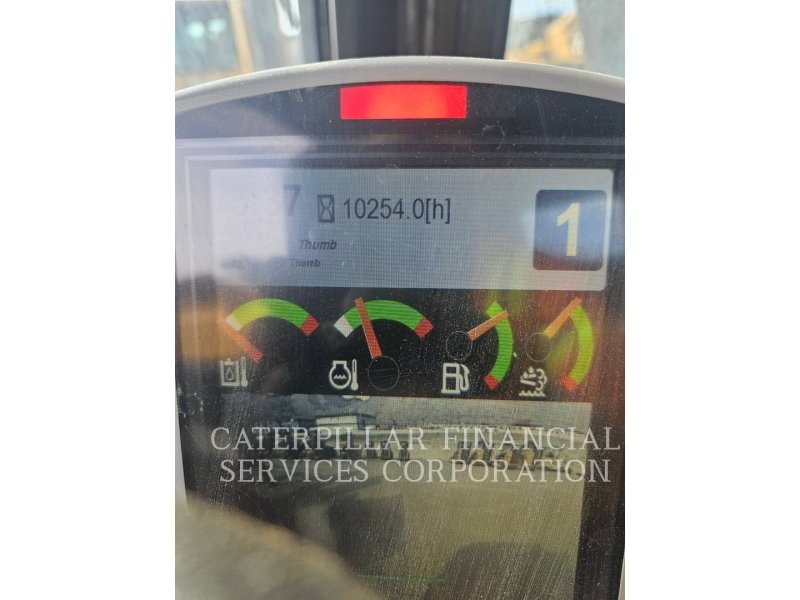 7 10254.0[h]
1
Thumb
Thumb
CATERPILLAR FINANCIAL
SERVICES CORPORATION